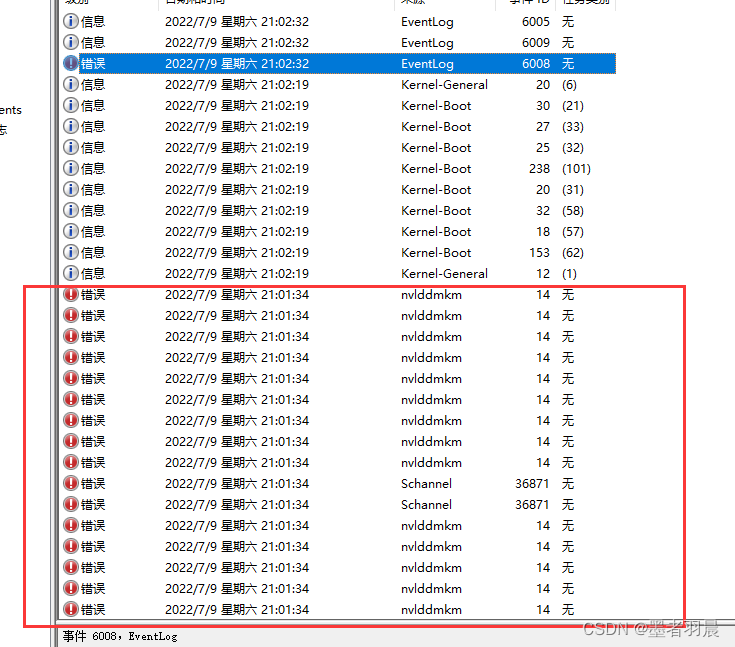 级别 日期和时间 来源 事件 ID 任务类别
信息 2022/7/9 星期六 21:02:32 EventLog 6005 无
信息 2022/7/9 星期六 21:02:32 EventLog 6009 无
错误 2022/7/9 星期六 21:02:32 EventLog 6008 无
信息 2022/7/9 星期六 21:02:19 Kernel-General 20 (6)
信息 2022/7/9 星期六 21:02:19 Kernel-Boot 30 (21)
ents
信息 2022/7/9 星期六 21:02:19 Kernel-Boot 27 (33)
志
信息 2022/7/9 星期六 21:02:19 Kernel-Boot 25 (32)
信息 2022/7/9 星期六 21:02:19 Kernel-Boot 238 (101)
信息 2022/7/9 星期六 21:02:19 Kernel-Boot 20 (31)
信息 2022/7/9 星期六 21:02:19 Kernel-Boot 32 (58)
信息 2022/7/9 星期六 21:02:19 Kernel-Boot 18 (57)
信息 2022/7/9 星期六 21:02:19 Kernel-Boot 153 (62)
信息 2022/7/9 星期六 21:02:19 Kernel-General 12 (1)
错误 2022/7/9 星期六 21:01:34 nvlddmkm 14 无
错误 2022/7/9 星期六 21:01:34 nvlddmkm 14 无
错误 2022/7/9 星期六 21:01:34 nvlddmkm 14 无
错误 2022/7/9 星期六 21:01:34 nvlddmkm 14 无
错误 2022/7/9 星期六 21:01:34 nvlddmkm 14 无
错误 2022/7/9 星期六 21:01:34 nvlddmkm 14 无
错误 2022/7/9 星期六 21:01:34 nvlddmkm 14 无
错误 2022/7/9 星期六 21:01:34 nvlddmkm 14 无
错误 2022/7/9 星期六 21:01:34 nvlddmkm 14 无
错误 2022/7/9 星期六 21:01:34 Schannel 36871 无
错误 2022/7/9 星期六 21:01:34 Schannel 36871 无
错误 2022/7/9 星期六 21:01:34 nvlddmkm 14 无
错误 2022/7/9 星期六 21:01:34 nvlddmkm 14 无
错误 2022/7/9 星期六 21:01:34 nvlddmkm 14 无
错误 2022/7/9 星期六 21:01:34 nvlddmkm 14 无
错误 2022/7/9 星期六 21:01:34 nvlddmkm 14 无
事件 6008，EventLog
CSDN @墨者羽晨